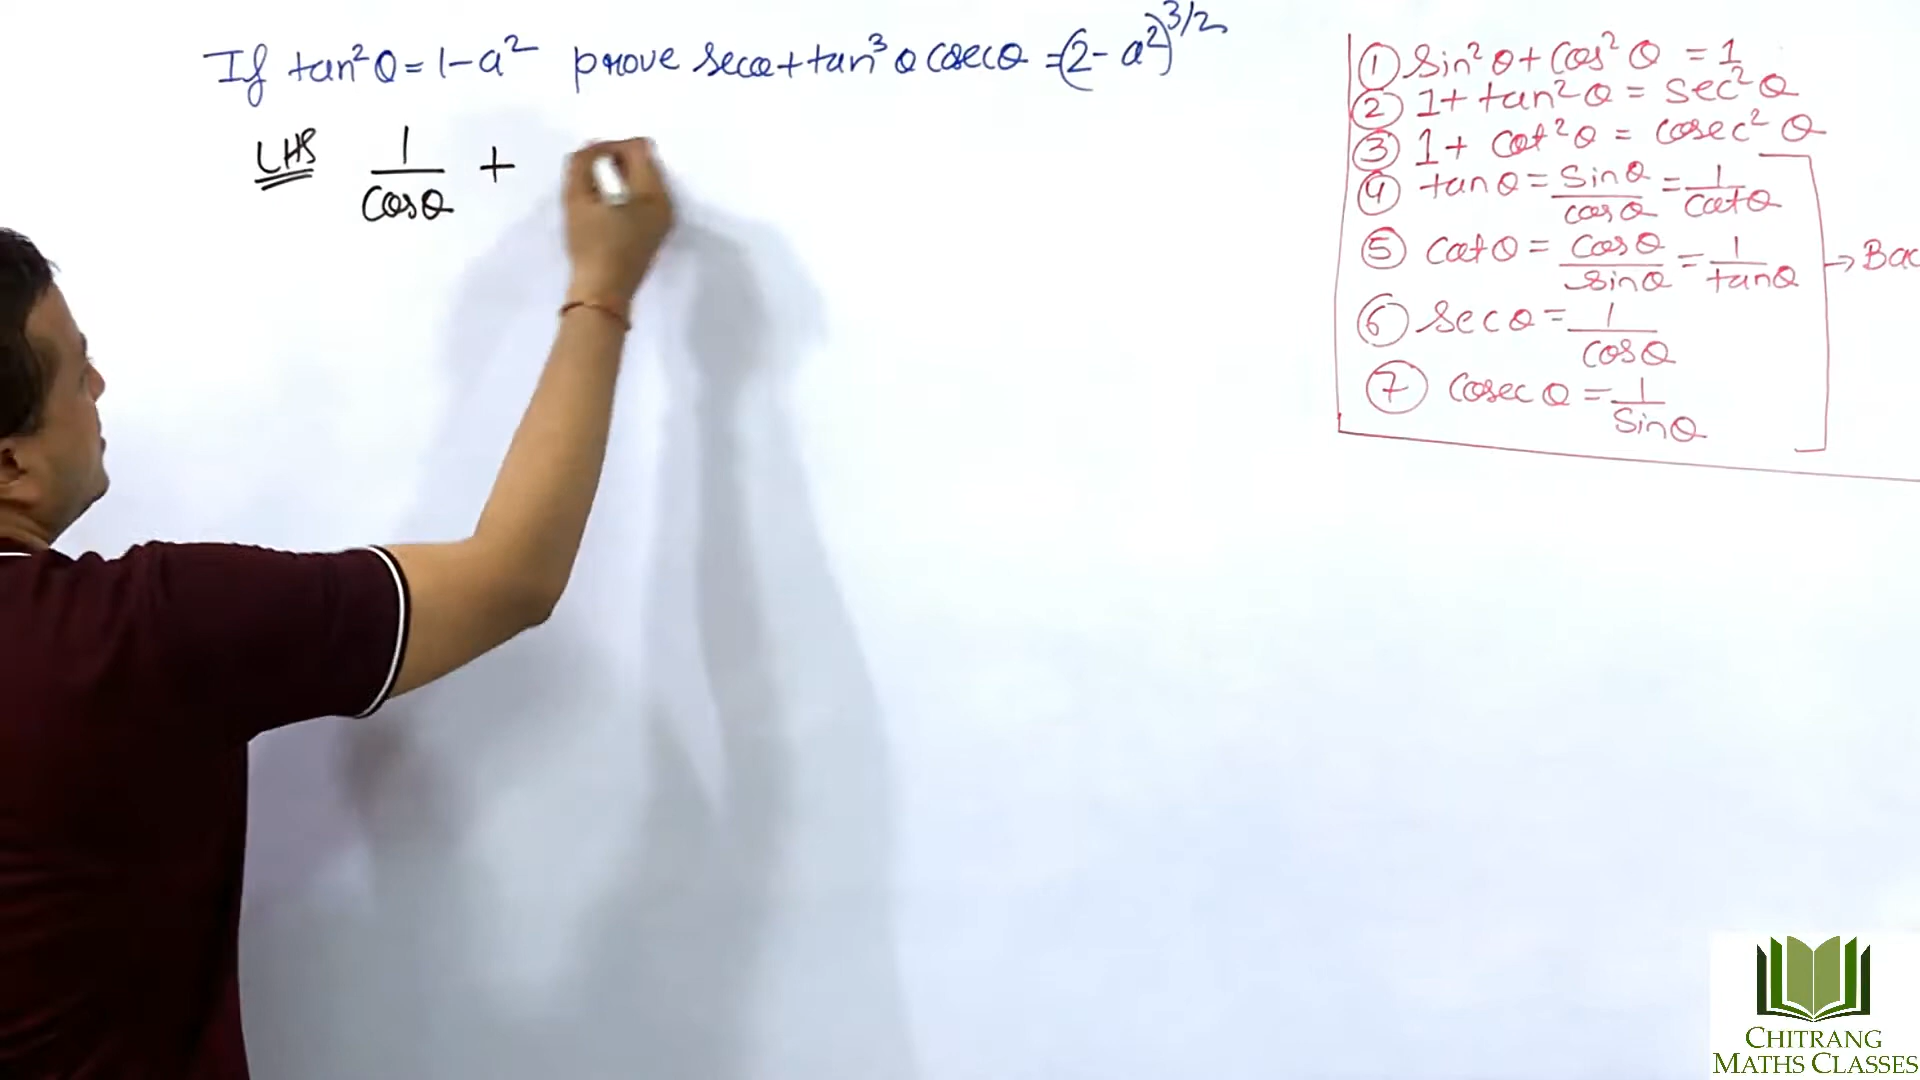 If tan²θ = 1 - a² prove secθ + tan³θ cosecθ = (2 - a²)^3/2
LHS 1/cosθ +
① Sin²θ + Cos²θ = 1
② 1 + tan²θ = sec²θ
③ 1 + cot²θ = cosec²θ
④ tanθ = Sinθ/cosθ = 1/cotθ
⑤ cotθ = cosθ/sinθ = 1/tanθ
→ Bac
⑥ secθ = 1/cosθ
⑦ cosecθ = 1/Sinθ
CHITRANG
MATHS CLASSES